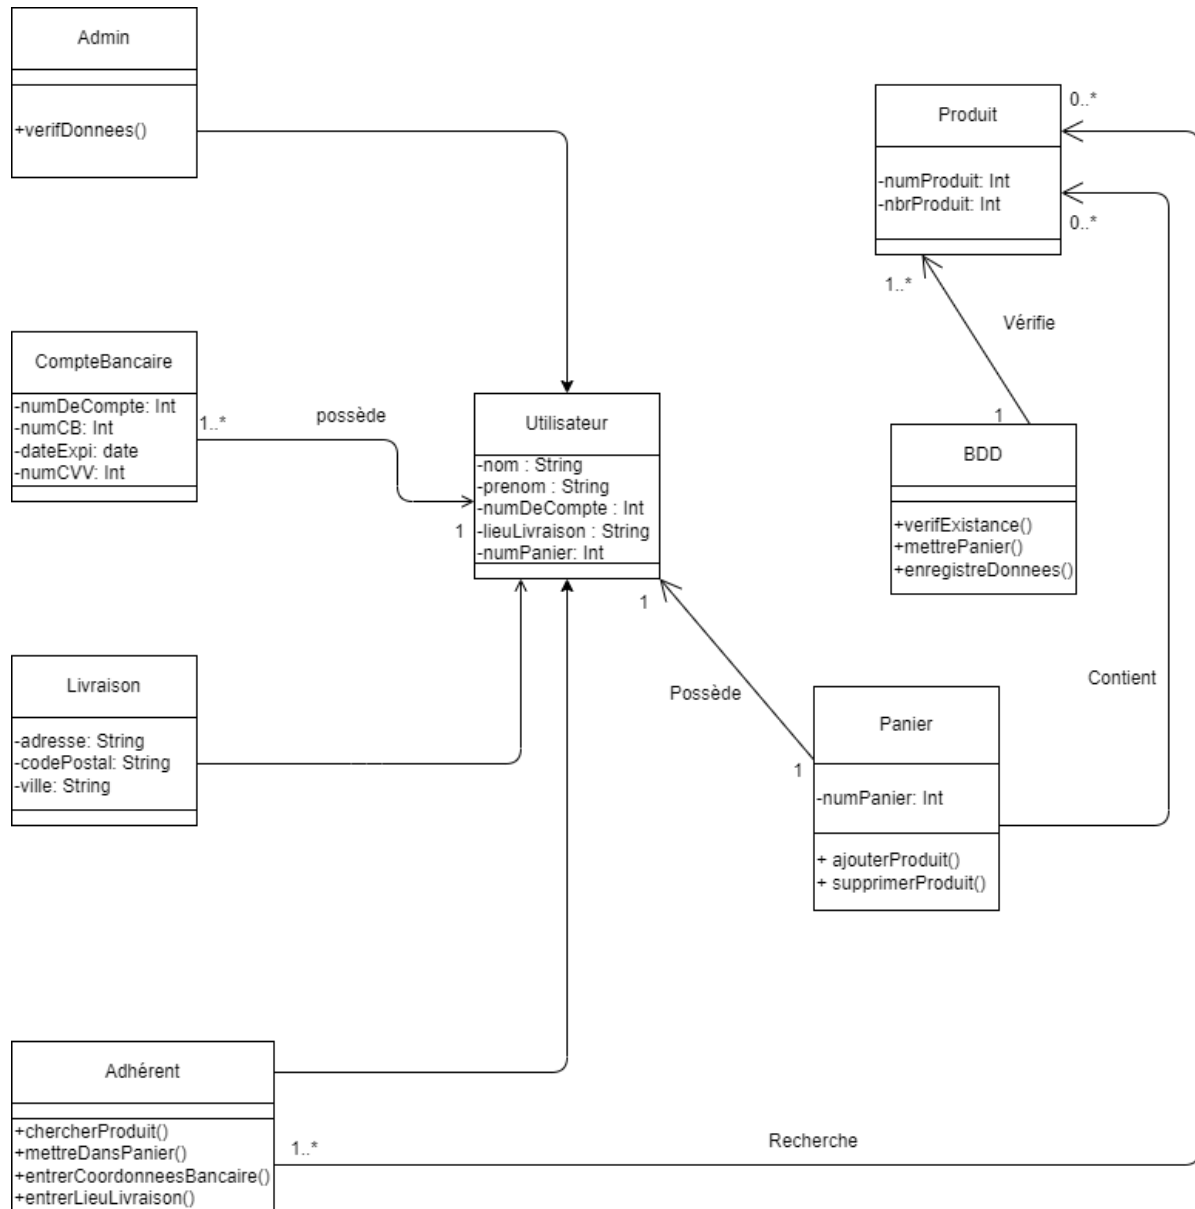 Admin
+verifDonnees()
Produit
-numProduit: Int
-nbrProduit: Int
0..*
0..*
1..*
Vérifie
1
BDD
+verifExistance()
+mettrePanier()
+enregistreDonnees()
CompteBancaire
-numDeCompte: Int
-numCB: Int
-dateExpi: date
-numCVV: Int
1..*
possède
1
Utilisateur
-nom : String
-prenom : String
-numDeCompte : Int
-lieuLivraison : String
-numPanier: Int
1
Possède
1
Livraison
-adresse: String
-codePostal: String
-ville: String
Panier
-numPanier: Int
+ ajouterProduit()
+ supprimerProduit()
Contient
Adhérent
+chercherProduit()
+mettreDansPanier()
+entrerCoordonneesBancaire()
+entrerLieuLivraison()
1..*
Recherche